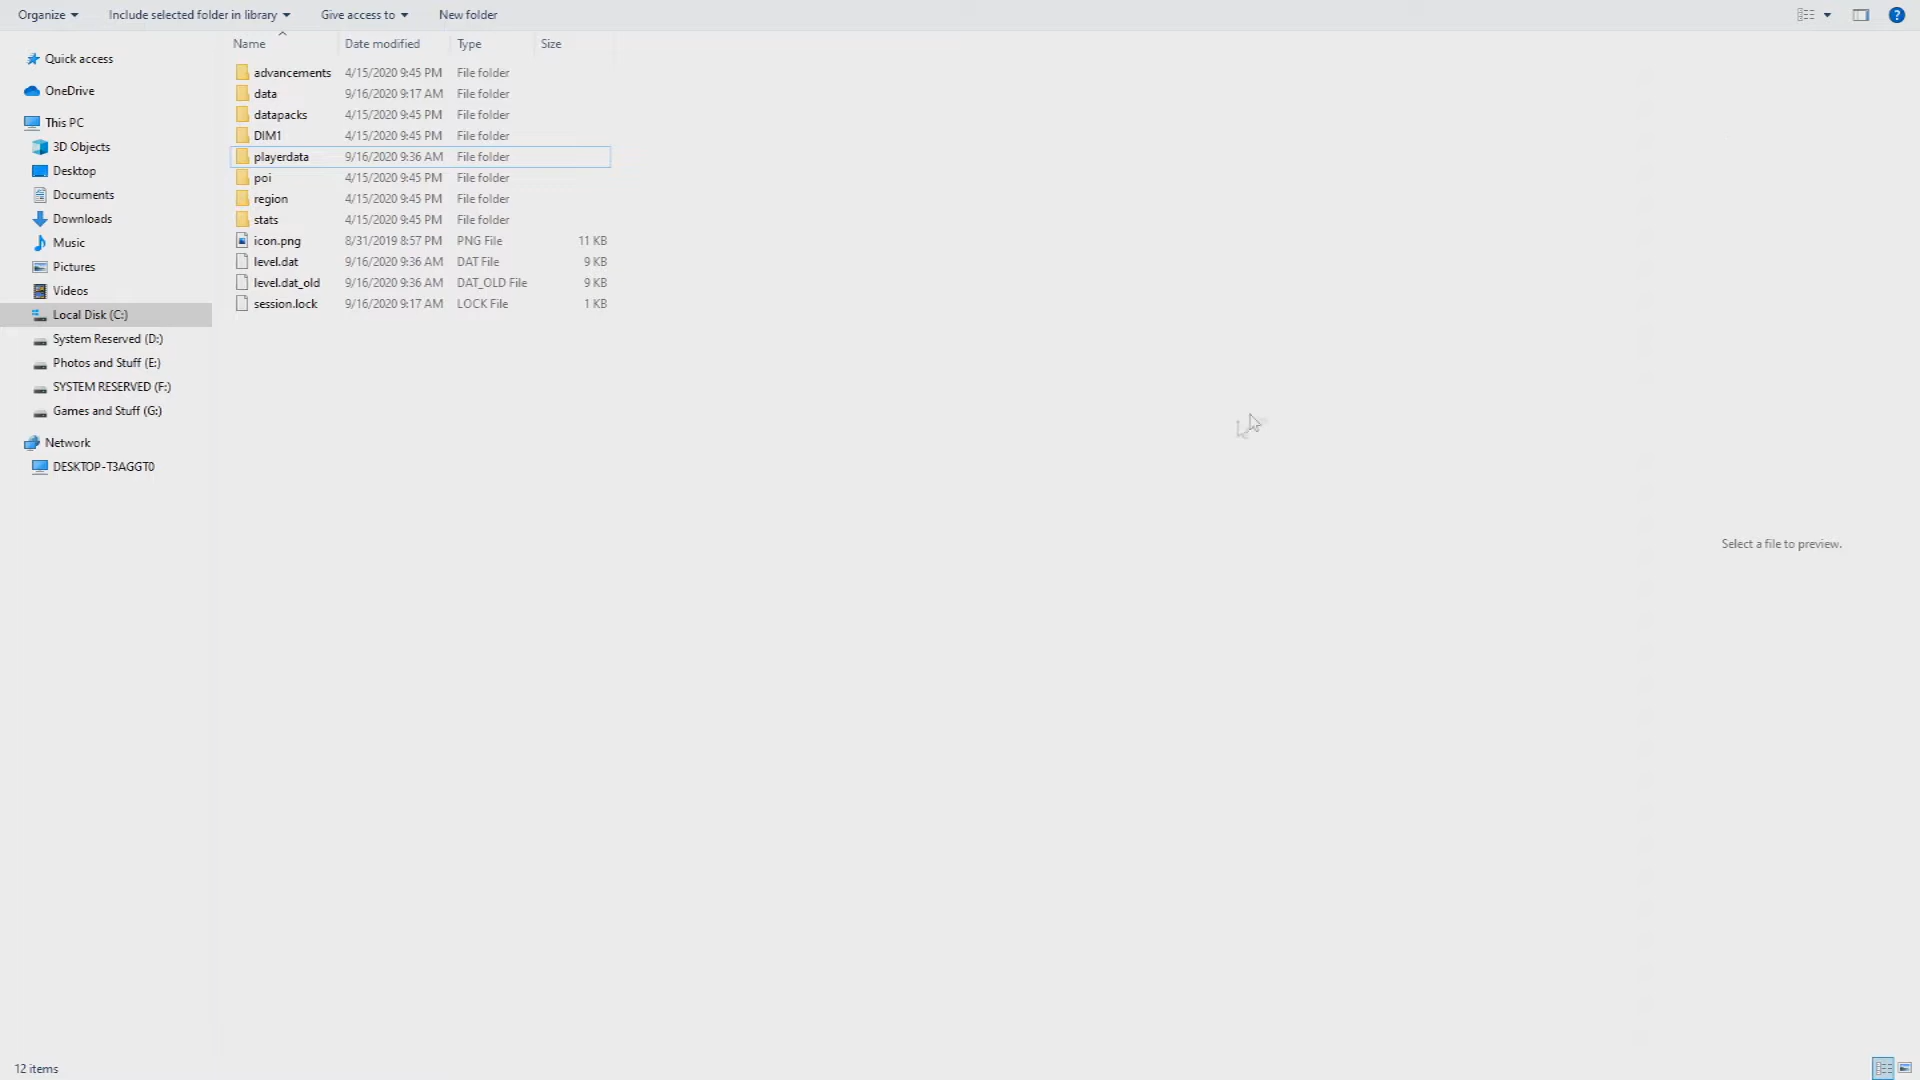 Organize Include selected folder in library Give access to New folder
Name Date modified Type Size
Quick access
OneDrive
This PC
3D Objects
Desktop
Documents
Downloads
Music
Pictures
Videos
Local Disk (C:)
System Reserved (D:)
Photos and Stuff (E:)
SYSTEM RESERVED (F:)
Games and Stuff (G:)
Network
DESKTOP-T3AGGT0
advancements 4/15/2020 9:45 PM File folder
data 9/16/2020 9:17 AM File folder
datapacks 4/15/2020 9:45 PM File folder
DIM1 4/15/2020 9:45 PM File folder
playerdata 9/16/2020 9:36 AM File folder
poi 4/15/2020 9:45 PM File folder
region 4/15/2020 9:45 PM File folder
stats 4/15/2020 9:45 PM File folder
icon.png 8/31/2019 8:57 PM PNG File 11 KB
level.dat 9/16/2020 9:36 AM DAT File 9 KB
level.dat_old 9/16/2020 9:36 AM DAT_OLD File 9 KB
session.lock 9/16/2020 9:17 AM LOCK File 1 KB
Select a file to preview.
12 items